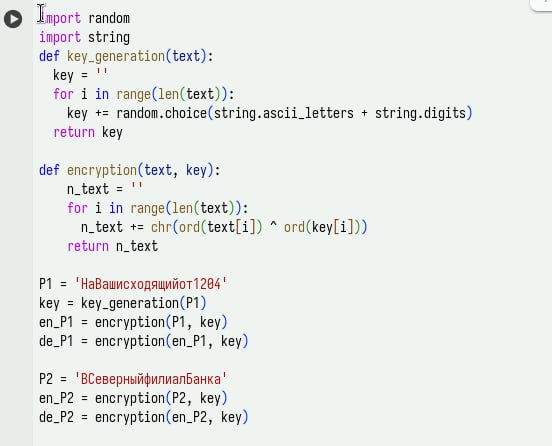 import random
import string
def key_generation(text):
  key = ''
  for i in range(len(text)):
    key += random.choice(string.ascii_letters + string.digits)
  return key

def encryption(text, key):
    n_text = ''
    for i in range(len(text)):
      n_text += chr(ord(text[i]) ^ ord(key[i]))
    return n_text

P1 = 'НаВашисходящийот1204'
key = key_generation(P1)
en_P1 = encryption(P1, key)
de_P1 = encryption(en_P1, key)

P2 = 'ВСеверныйфилиалБанка'
en_P2 = encryption(P2, key)
de_P2 = encryption(en_P2, key)